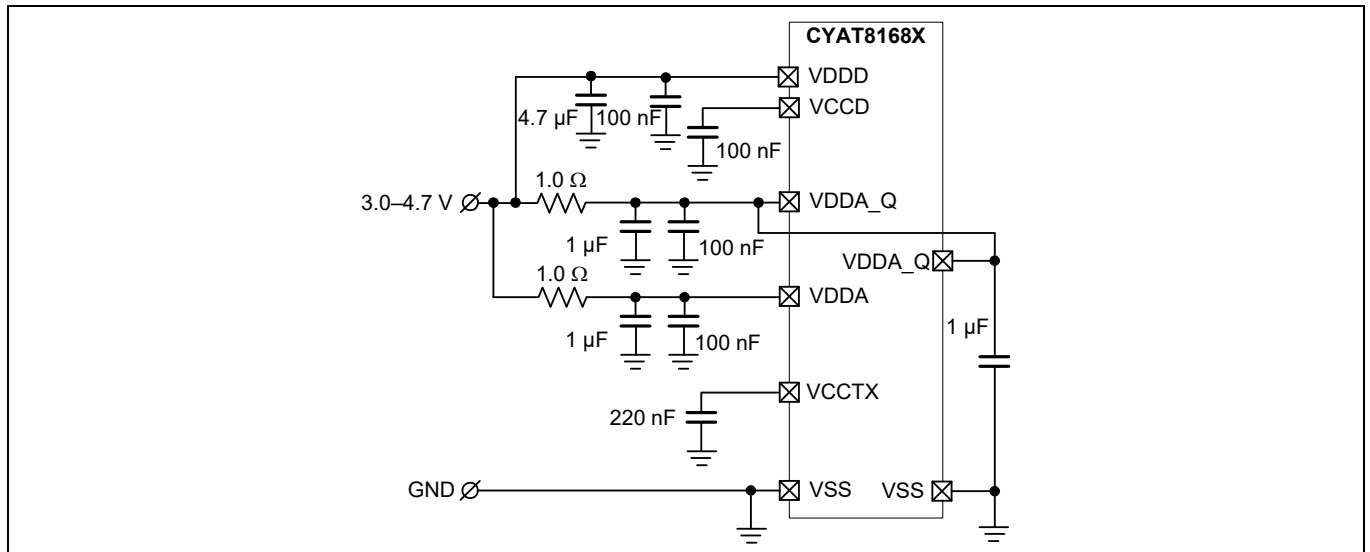 CYAT8168X
VDDD
VCCD
4.7 µF
100 nF
100 nF
1.0 Ω
3.0–4.7 V
VDDA_Q
1 µF
100 nF
VDDA_Q
1.0 Ω
VDDA
1 µF
100 nF
1 µF
VCCTX
220 nF
GND
VSS
VSS